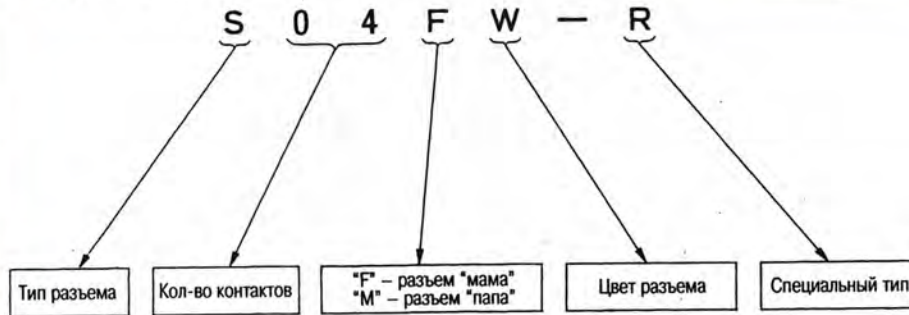 S 0 4 F W – R
Тип разъема
Кол-во контактов
"F" – разъем "мама"
"М" – разъем "папа"
Цвет разъема
Специальный тип